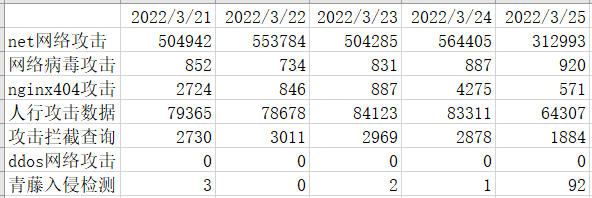 2022/3/21 2022/3/22 2022/3/23 2022/3/24 2022/3/25
net网络攻击 504942 553784 504285 564405 312993
网络病毒攻击 852 734 831 887 920
nginx404攻击 2724 846 887 4275 571
人行攻击数据 79365 78678 84123 83311 64307
攻击拦截查询 2730 3011 2969 2878 1884
ddos网络攻击 0 0 0 0 0
青藤入侵检测 3 0 2 1 92